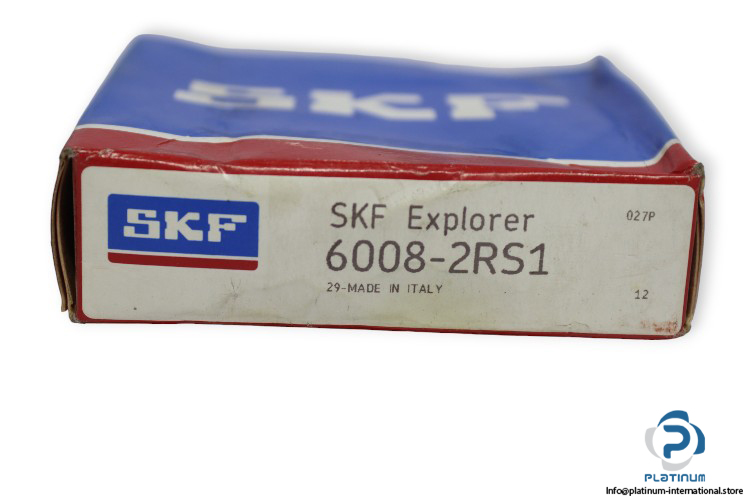 SKF
SKF
SKF Explorer
027P
6008-2RS1
29-MADE IN ITALY
12
PLATINUM
Info@platinum-international.store